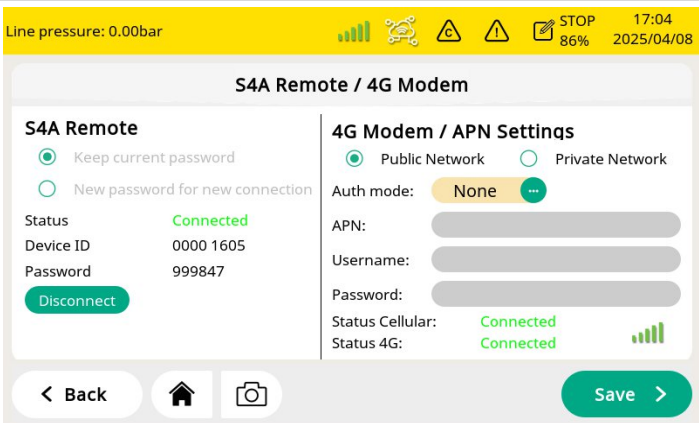 Line pressure: 0.00bar
C
!
STOP
86%
17:04
2025/04/08
S4A Remote / 4G Modem
S4A Remote
Keep current password
New password for new connection
Status Connected
Device ID 0000 1605
Password 999847
Disconnect
4G Modem / APN Settings
Public Network Private Network
Auth mode: None ...
APN:
Username:
Password:
Status Cellular: Connected
Status 4G: Connected
< Back
Save >